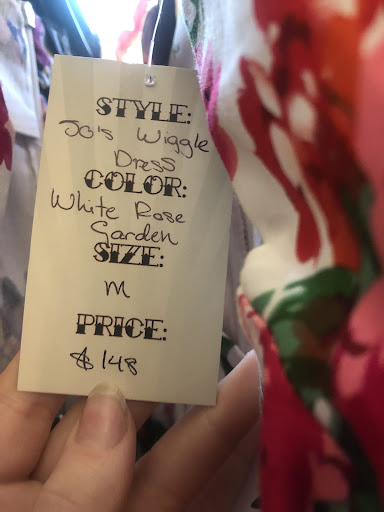 STYLE:
Jo's Wiggle
Dress
COLOR:
White Rose
Garden
SIZE:
M
PRICE:
$148